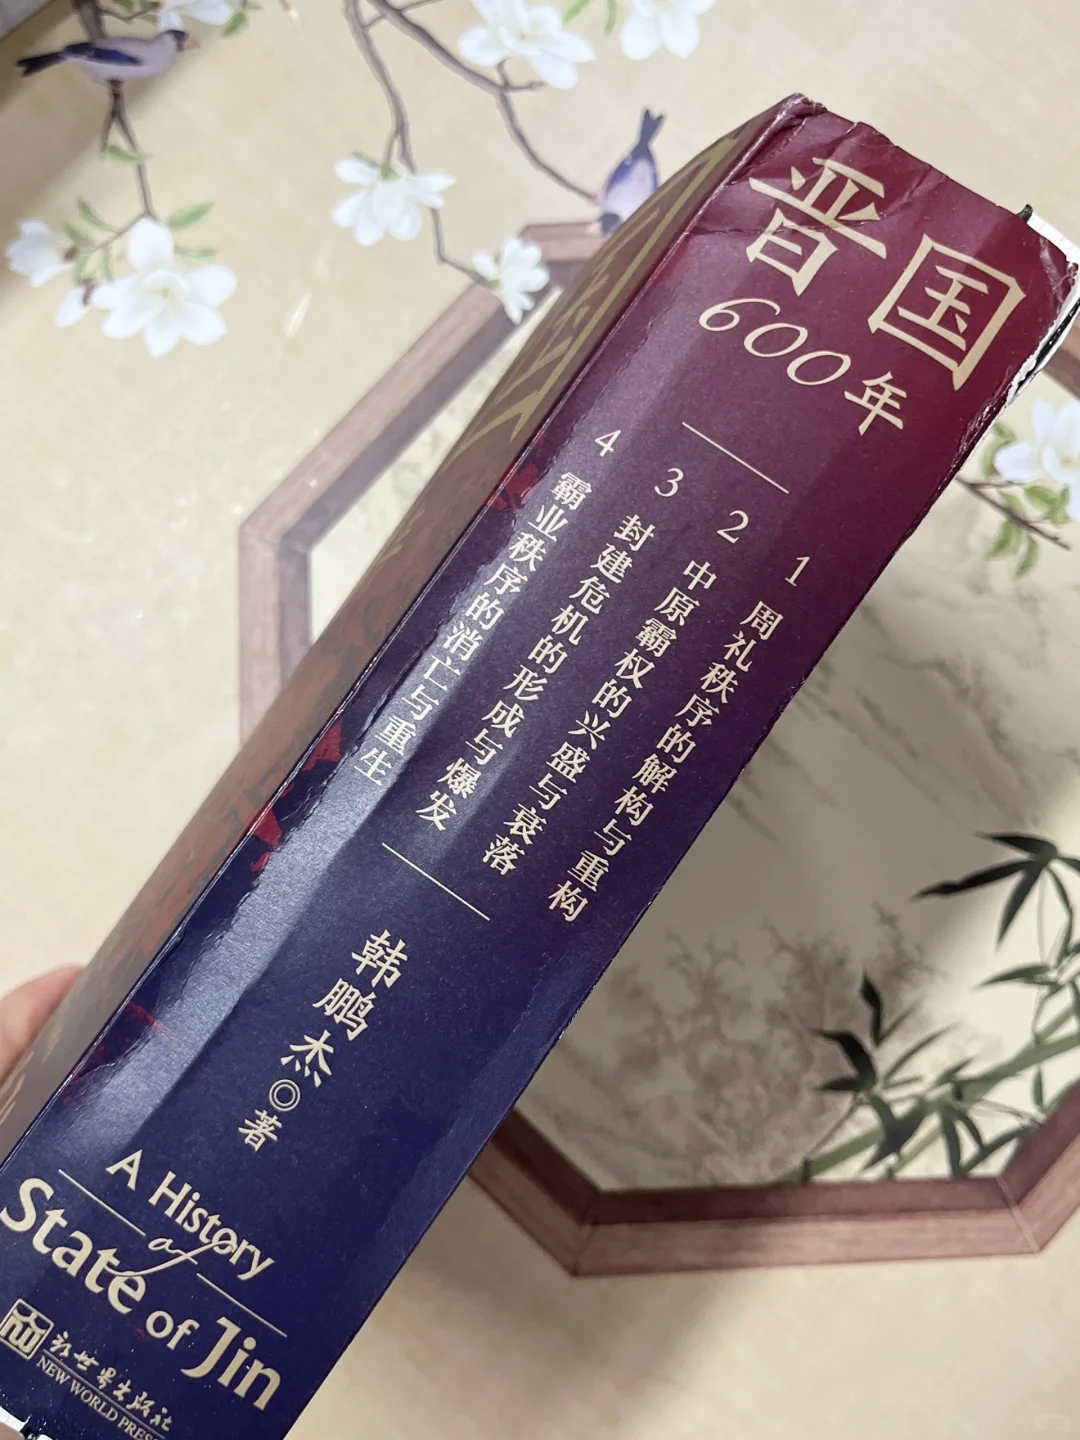 晋国
600年
1 周礼秩序的解构与重构
2 中原霸权的兴盛与衰落
3 封建危机的形成与爆发
4 霸业秩序的消亡与重生
韩鹏杰◎著
A History
of
State of Jin
新世界出版社
NEW WORLD PRESS